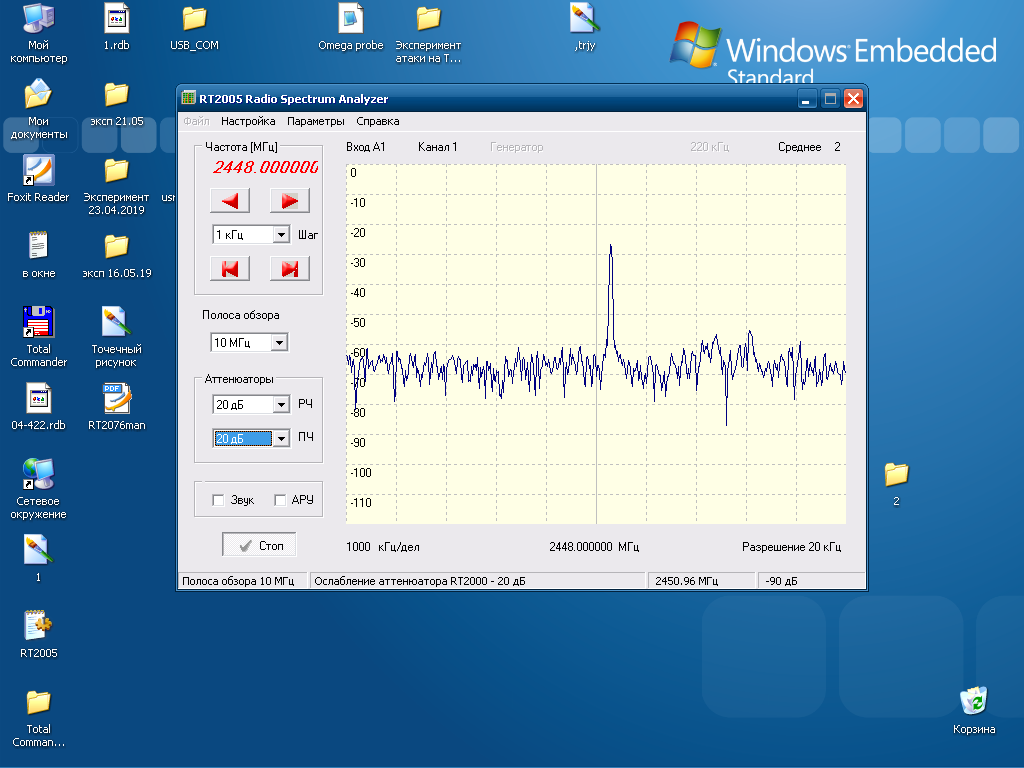 Мой
компьютер
1.rdb
USB_COM
Omega probe
Эксперимент
атаки на Т...
,trjy
Windows Embedded
Standard
Мои
документы
эксп 21.05
Foxit Reader
Эксперимент
23.04.2019
usr
в окне
эксп 16.05.19
Total
Commander
Точечный
рисунок
04-422.rdb
RT2076man
Сетевое
окружение
1
RT2005
Total
Comman...
2
Корзина
RT2005 Radio Spectrum Analyzer
Файл Настройка Параметры Справка
Частота [МГц]
2448.000000
1 кГц Шаг
Полоса обзора
10 МГц
Аттенюаторы
20 дБ РЧ
20 дБ ПЧ
Звук АРУ
Стоп
Вход А1 Канал 1 Генератор 220 кГц Среднее 2
0
-10
-20
-30
-40
-50
-60
-70
-80
-90
-100
-110
1000 кГц/дел 2448.000000 МГц Разрешение 20 кГц
Полоса обзора 10 МГц Ослабление аттенюатора RT2000 - 20 дБ 2450.96 МГц -90 дБ